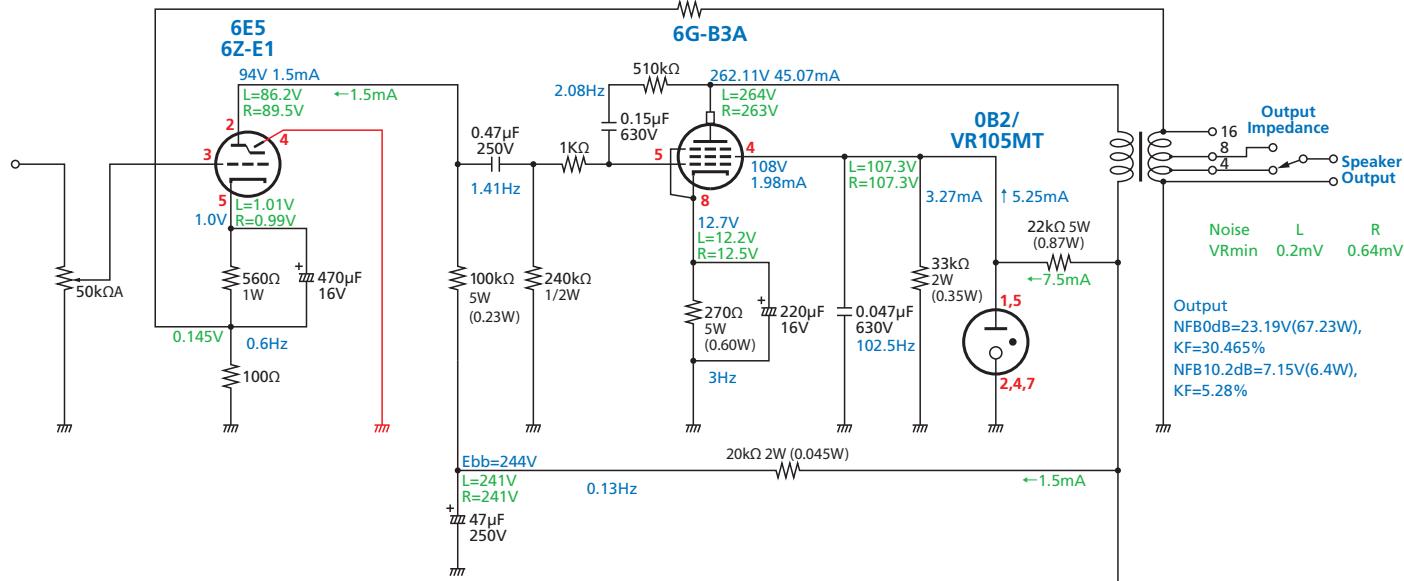 6E5
6Z-E1
6G-B3A
94V 1.5mA
L=86.2V
R=89.5V
←1.5mA
2
4
3
5
1.0V
L=1.01V
R=0.99V
50kΩA
560Ω
1W
+
470μF
16V
0.145V
0.6Hz
100Ω
0.47μF
250V
1.41Hz
1KΩ
2.08Hz
510kΩ
0.15μF
630V
262.11V 45.07mA
L=264V
R=263V
5
4
8
108V
1.98mA
12.7V
L=12.2V
R=12.5V
100kΩ
5W
(0.23W)
240kΩ
1/2W
270Ω
5W
(0.60W)
+
220μF
16V
3Hz
L=107.3V
R=107.3V
0.047μF
630V
102.5Hz
3.27mA
33kΩ
2W
(0.35W)
0B2/
VR105MT
↑ 5.25mA
22kΩ 5W
(0.87W)
←7.5mA
1,5
2,4,7
Output
Impedance
16
8
4
Speaker
Output
Noise L R
VRmin 0.2mV 0.64mV
Output
NFB0dB=23.19V(67.23W),
KF=30.465%
NFB10.2dB=7.15V(6.4W),
KF=5.28%
Ebb=244V
L=241V
R=241V
0.13Hz
20kΩ 2W (0.045W)
←1.5mA
+
47μF
250V